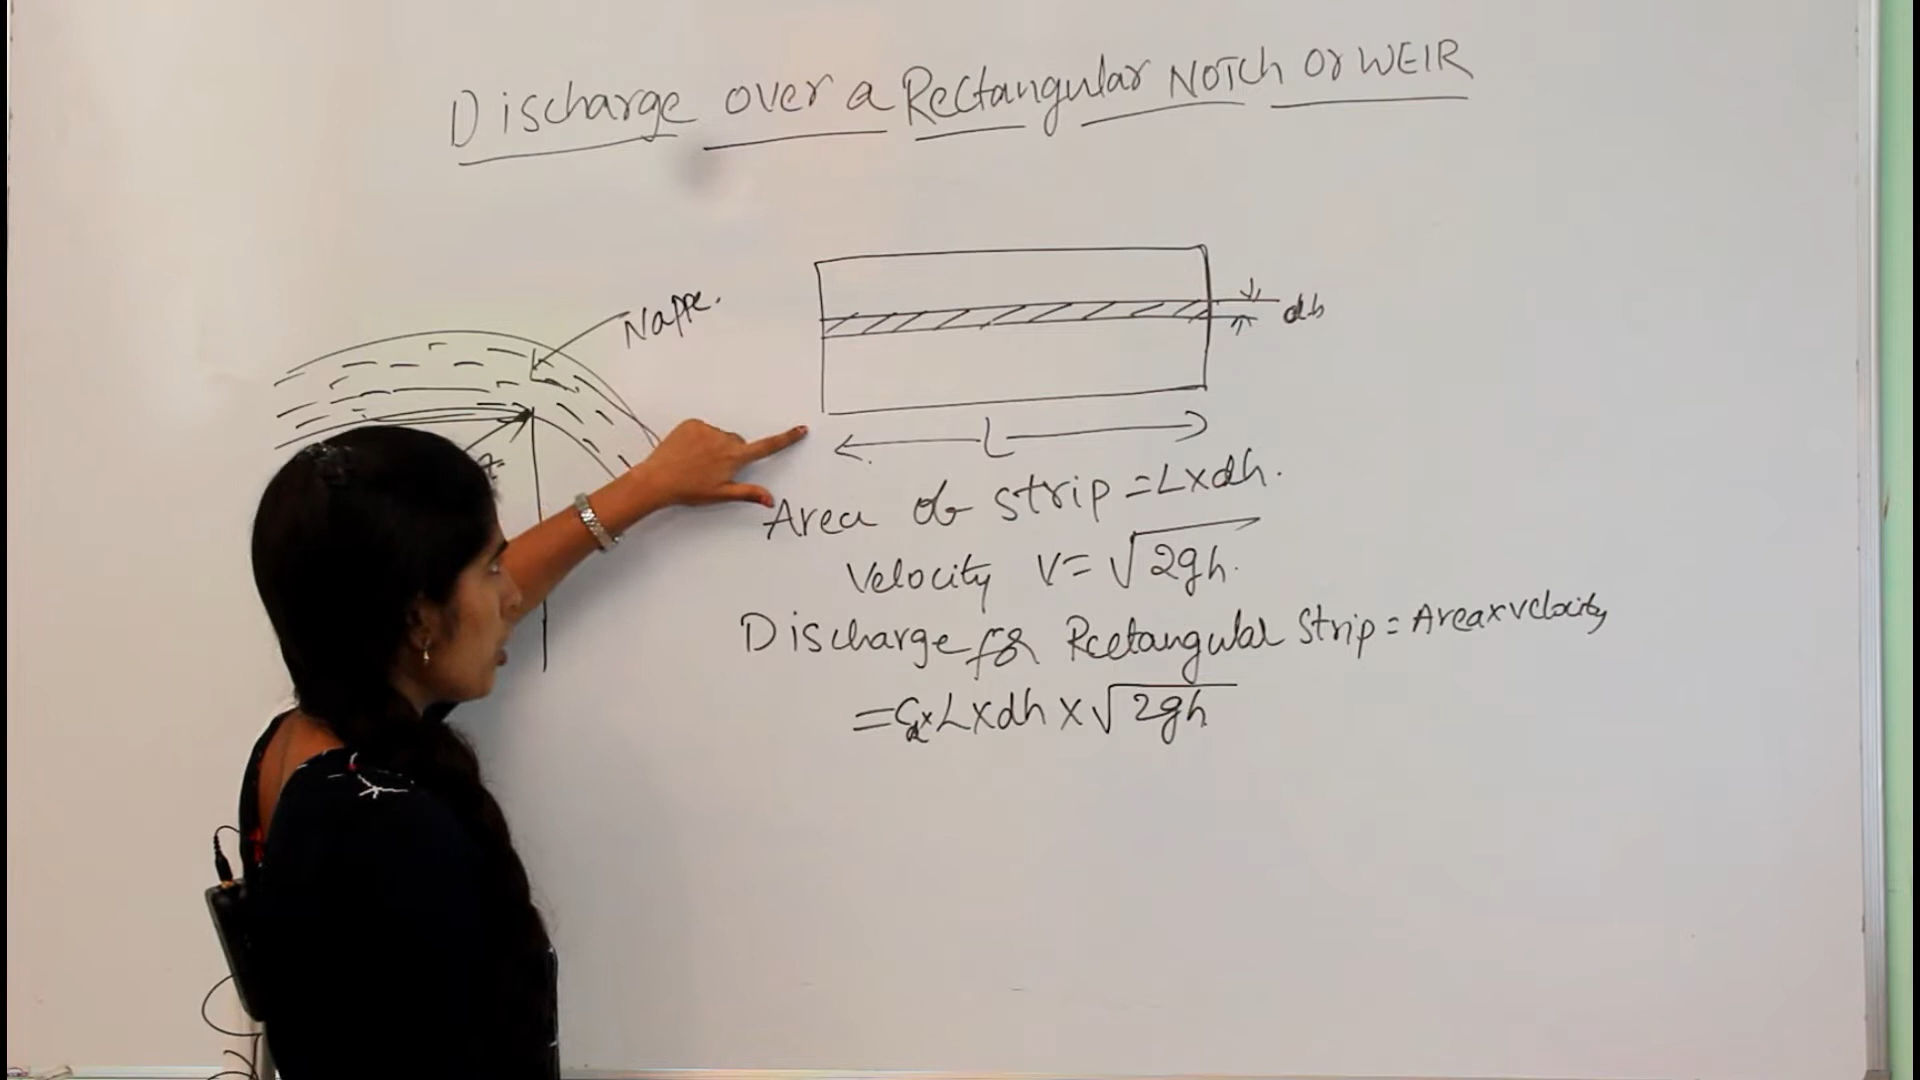 Discharge over a Rectangular NOTCH Or WEIR
Nappe.
dh
L
Area of strip = L x dh.
Velocity V = √2gh.
Discharge for Rectangular Strip = Area x velocity
= Cd x L x dh x √2gh